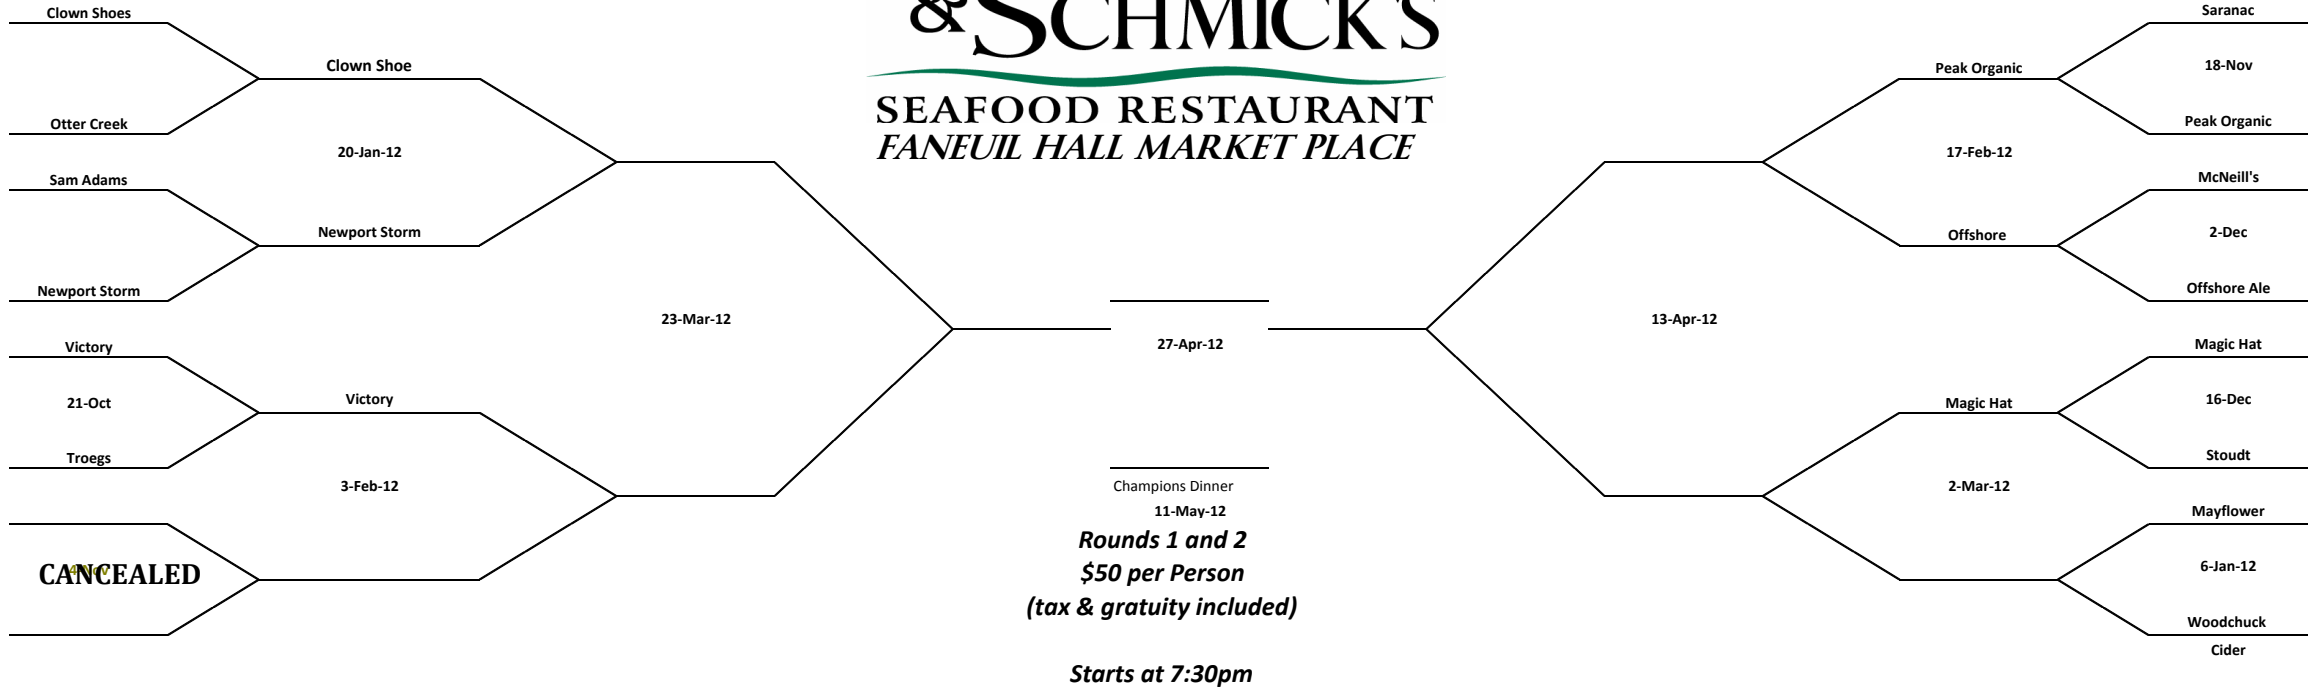 Clown Shoes
Clown Shoe
Otter Creek
20-Jan-12
Sam Adams
Newport Storm
Newport Storm
23-Mar-12
Victory
21-Oct
Victory
Troegs
3-Feb-12
CANCEALED
& SCHMICK'S
SEAFOOD RESTAURANT
FANEUIL HALL MARKET PLACE
27-Apr-12
Champions Dinner
11-May-12
Rounds 1 and 2
$50 per Person
(tax & gratuity included)
Starts at 7:30pm
Saranac
Peak Organic
18-Nov
Peak Organic
17-Feb-12
McNeill's
Offshore
2-Dec
Offshore Ale
13-Apr-12
Magic Hat
Magic Hat
16-Dec
Stoudt
2-Mar-12
Mayflower
6-Jan-12
Woodchuck
Cider